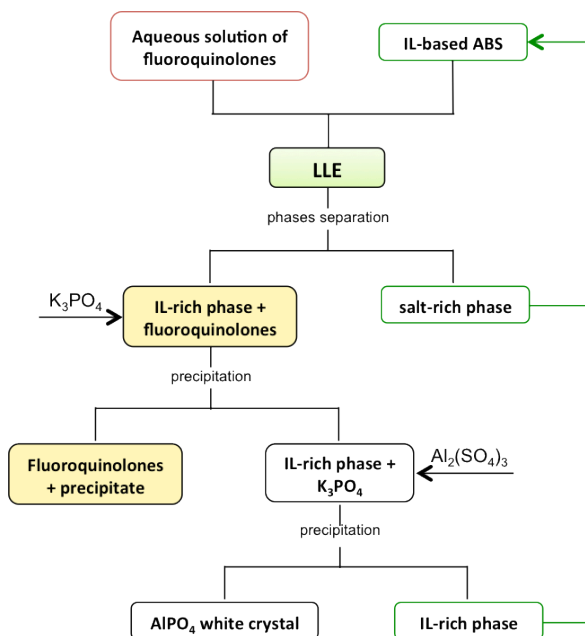 Aqueous solution of
fluoroquinolones
IL-based ABS
LLE
phases separation
K₃PO₄
IL-rich phase +
fluoroquinolones
salt-rich phase
precipitation
Fluoroquinolones
+ precipitate
IL-rich phase +
K₃PO₄
Al₂(SO₄)₃
precipitation
AlPO₄ white crystal
IL-rich phase